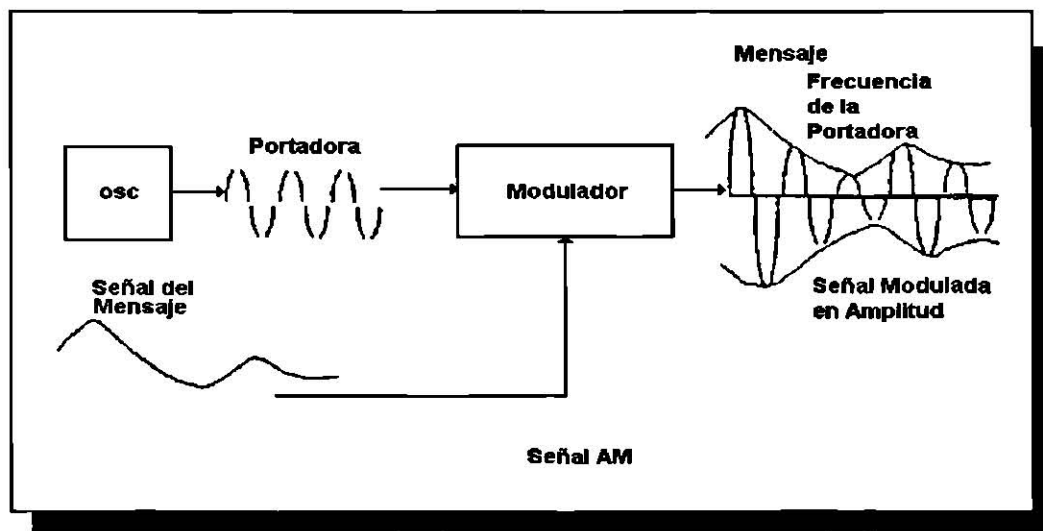 Mensaje
Frecuencia
de la
Portadora
Portadora
osc
Modulador
Señal del
Mensaje
Señal Modulada
en Amplitud
Señal AM